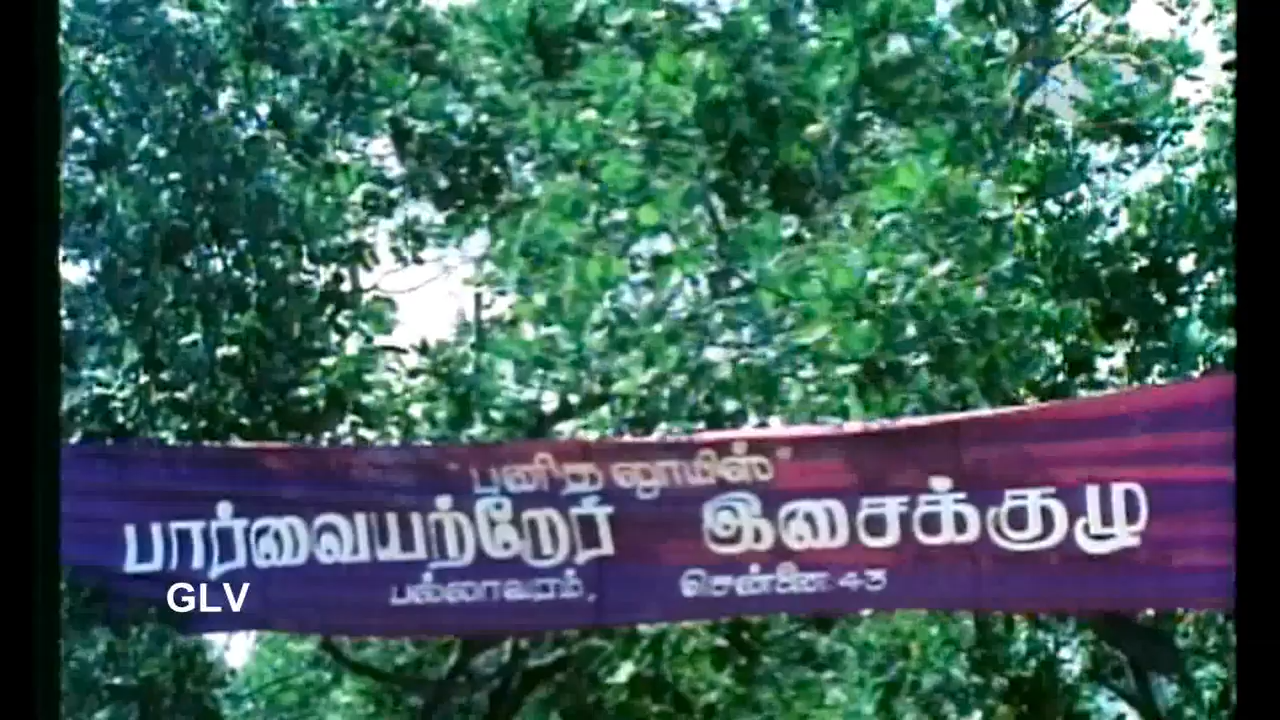 "புனித லூயிஸ்"
பார்வையற்றோர் இசைக்குழு
பல்லாவரம், சென்னை-43
GLV